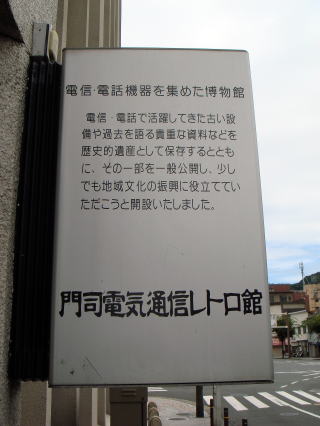 電信・電話機器を集めた博物館
電信・電話で活躍してきた古い設
備や過去を語る貴重な資料などを
歴史的遺産として保存するととも
に、その一部を一般公開し、少し
でも地域文化の振興に役立ててい
ただこうと開設いたしました。
門司電気通信レトロ館